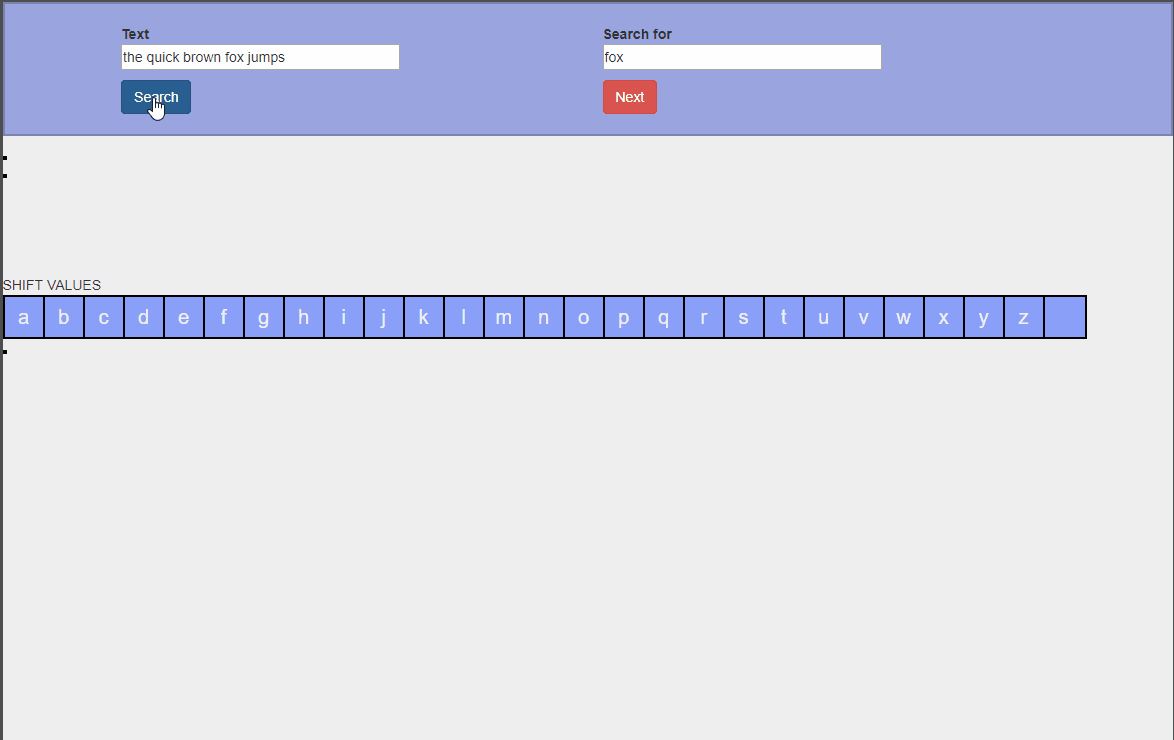 Text Search for
the quick brown fox jumps fox
Search Next
SHIFT VALUES
a b c d e f g h i j k l m n o p q r s t u v w x y z